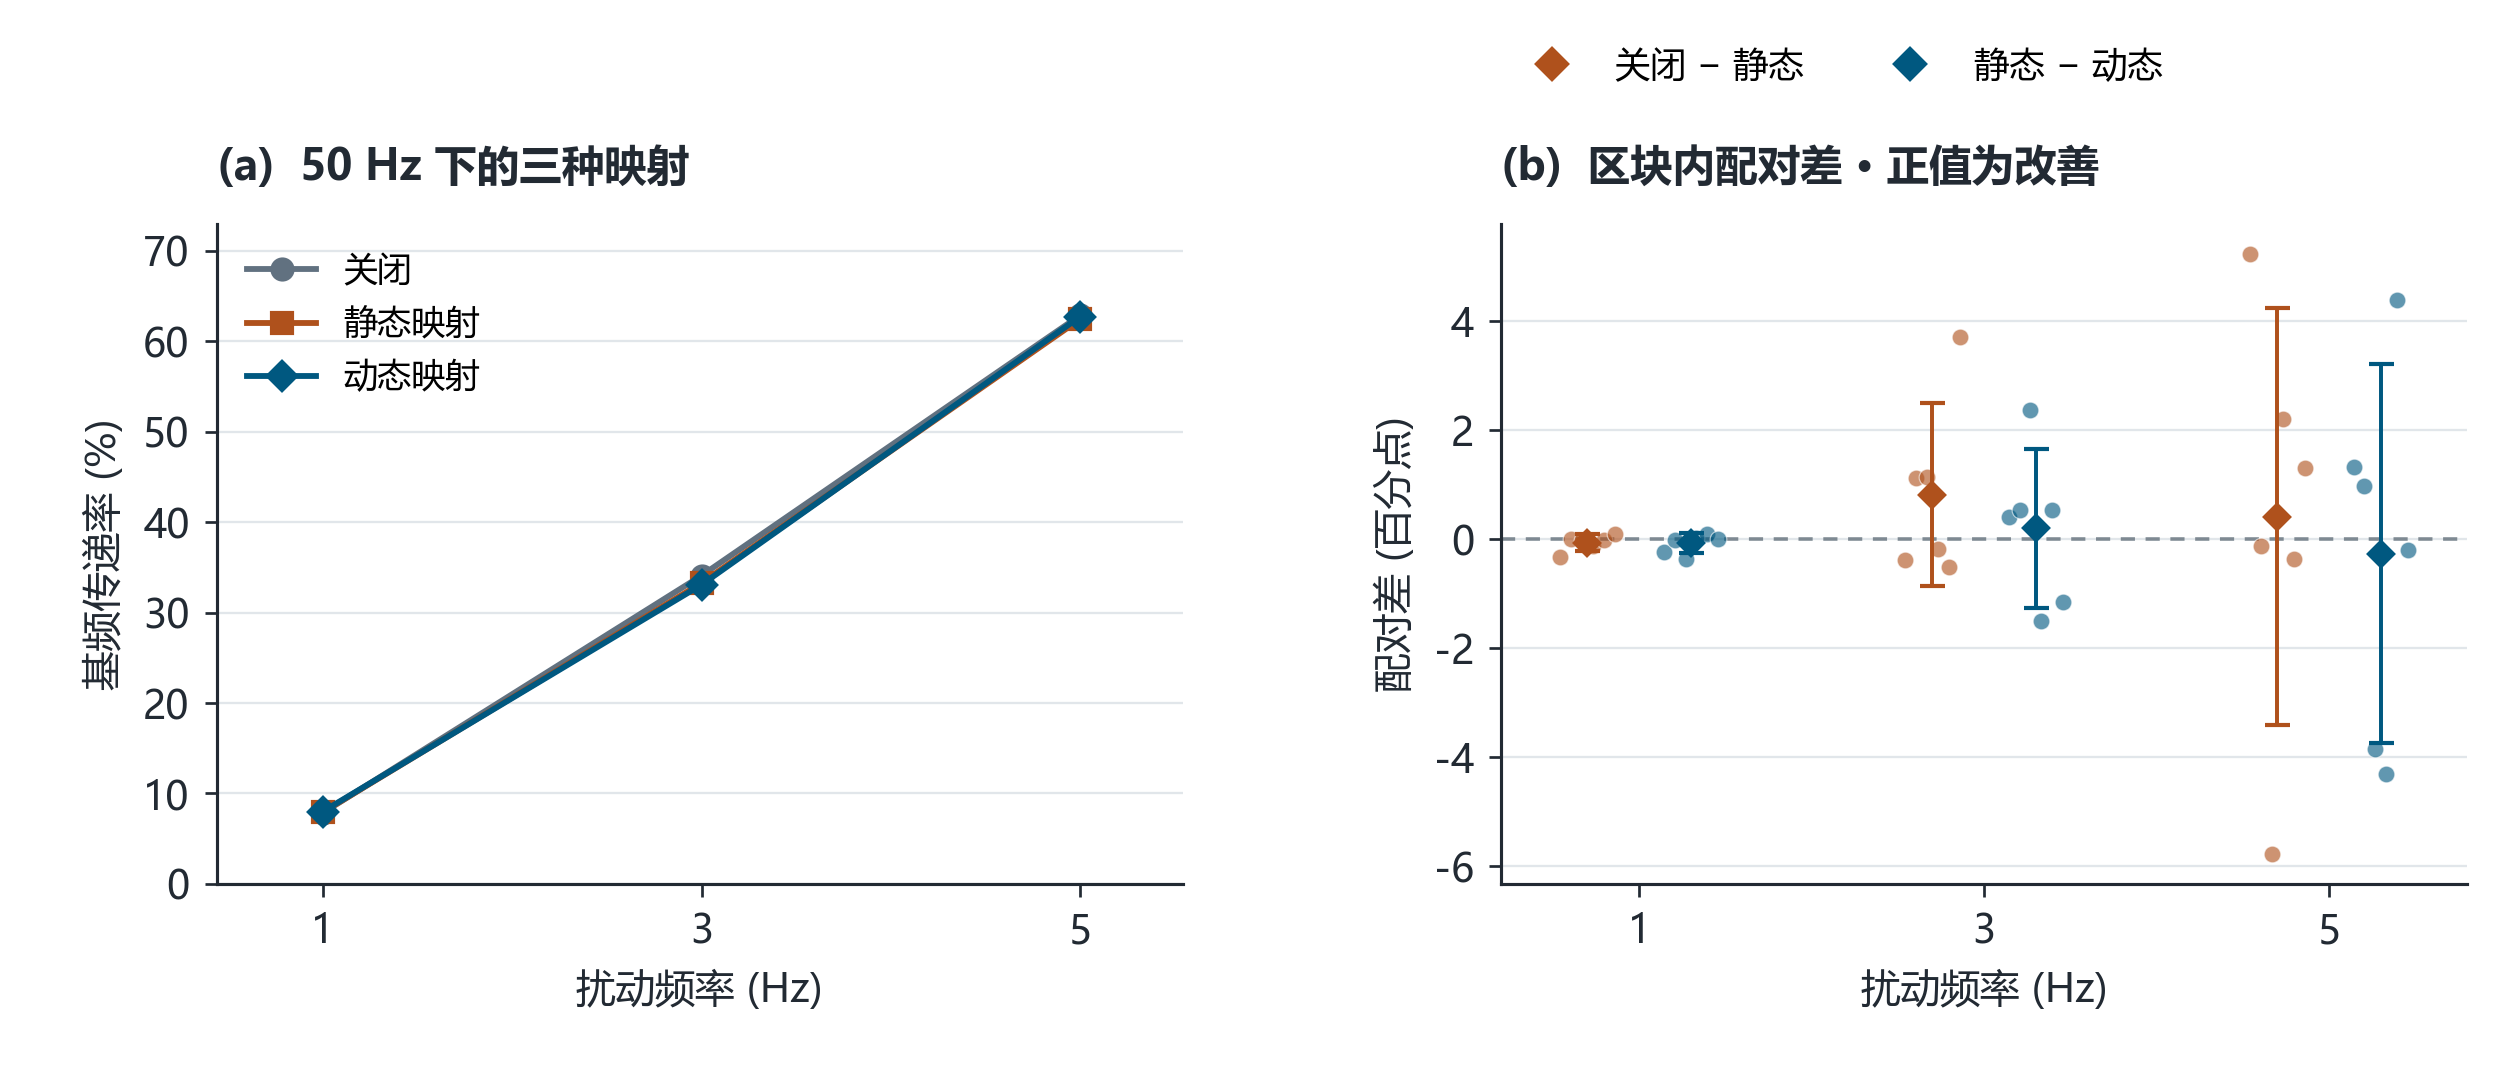 关闭 − 静态
静态 − 动态
(a) 50 Hz 下的三种映射
70
60
50
40
30
20
10
0
基频传递率 (%)
关闭
静态映射
动态映射
1
3
5
扰动频率 (Hz)
(b) 区块内配对差 · 正值为改善
4
2
0
-2
-4
-6
配对差 (百分点)
1
3
5
扰动频率 (Hz)